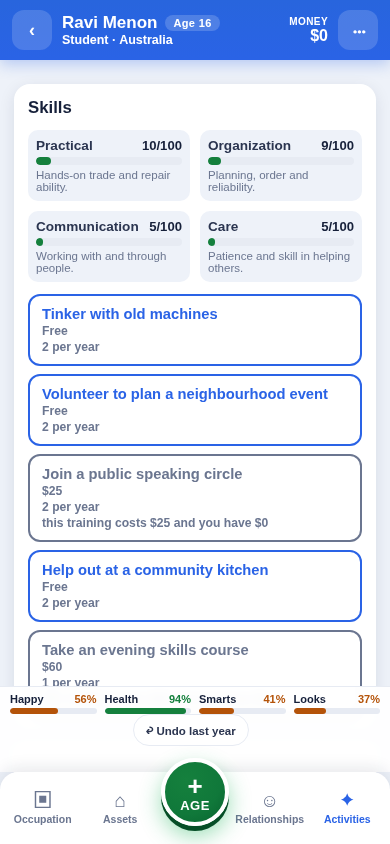 Ravi Menon Age 16
Student · Australia
MONEY
$0
Skills
Practical 10/100
Hands-on trade and repair
ability.
Organization 9/100
Planning, order and
reliability.
Communication 5/100
Working with and through
people.
Care 5/100
Patience and skill in helping
others.
Tinker with old machines
Free
2 per year
Volunteer to plan a neighbourhood event
Free
2 per year
Join a public speaking circle
$25
2 per year
this training costs $25 and you have $0
Help out at a community kitchen
Free
2 per year
Take an evening skills course
$60
1 per year
Happy 56% Health 94% Smarts 41% Looks 37%
Undo last year
+
AGE
Occupation Assets Relationships Activities